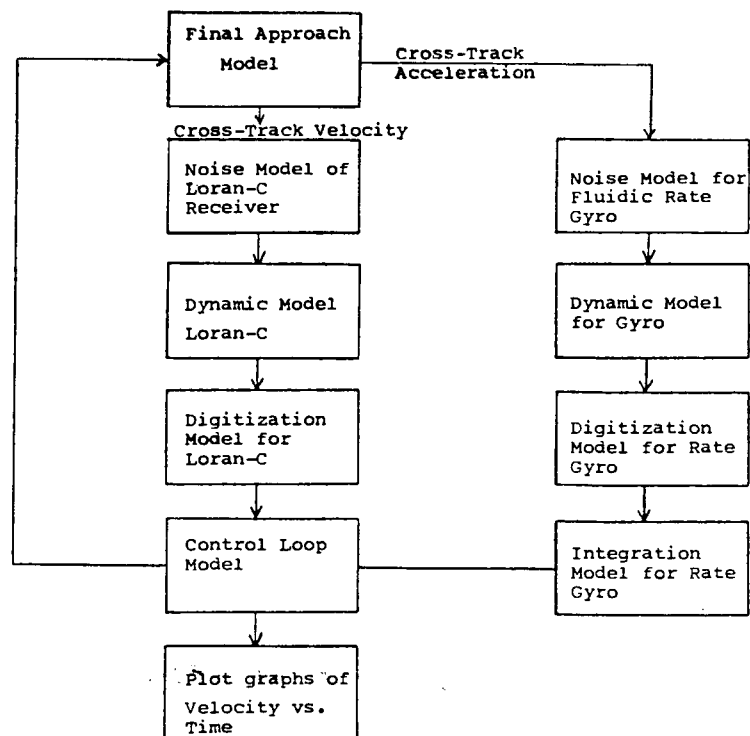 Final Approach
Model
Cross-Track
Acceleration
Cross-Track Velocity
Noise Model of
Loran-C
Receiver
Noise Model for
Fluidic Rate
Gyro
Dynamic Model
Loran-C
Dynamic Model
for Gyro
Digitization
Model for
Loran-C
Digitization
Model for Rate
Gyro
Control Loop
Model
Integration
Model for Rate
Gyro
Plot graphs of
Velocity vs.
Time